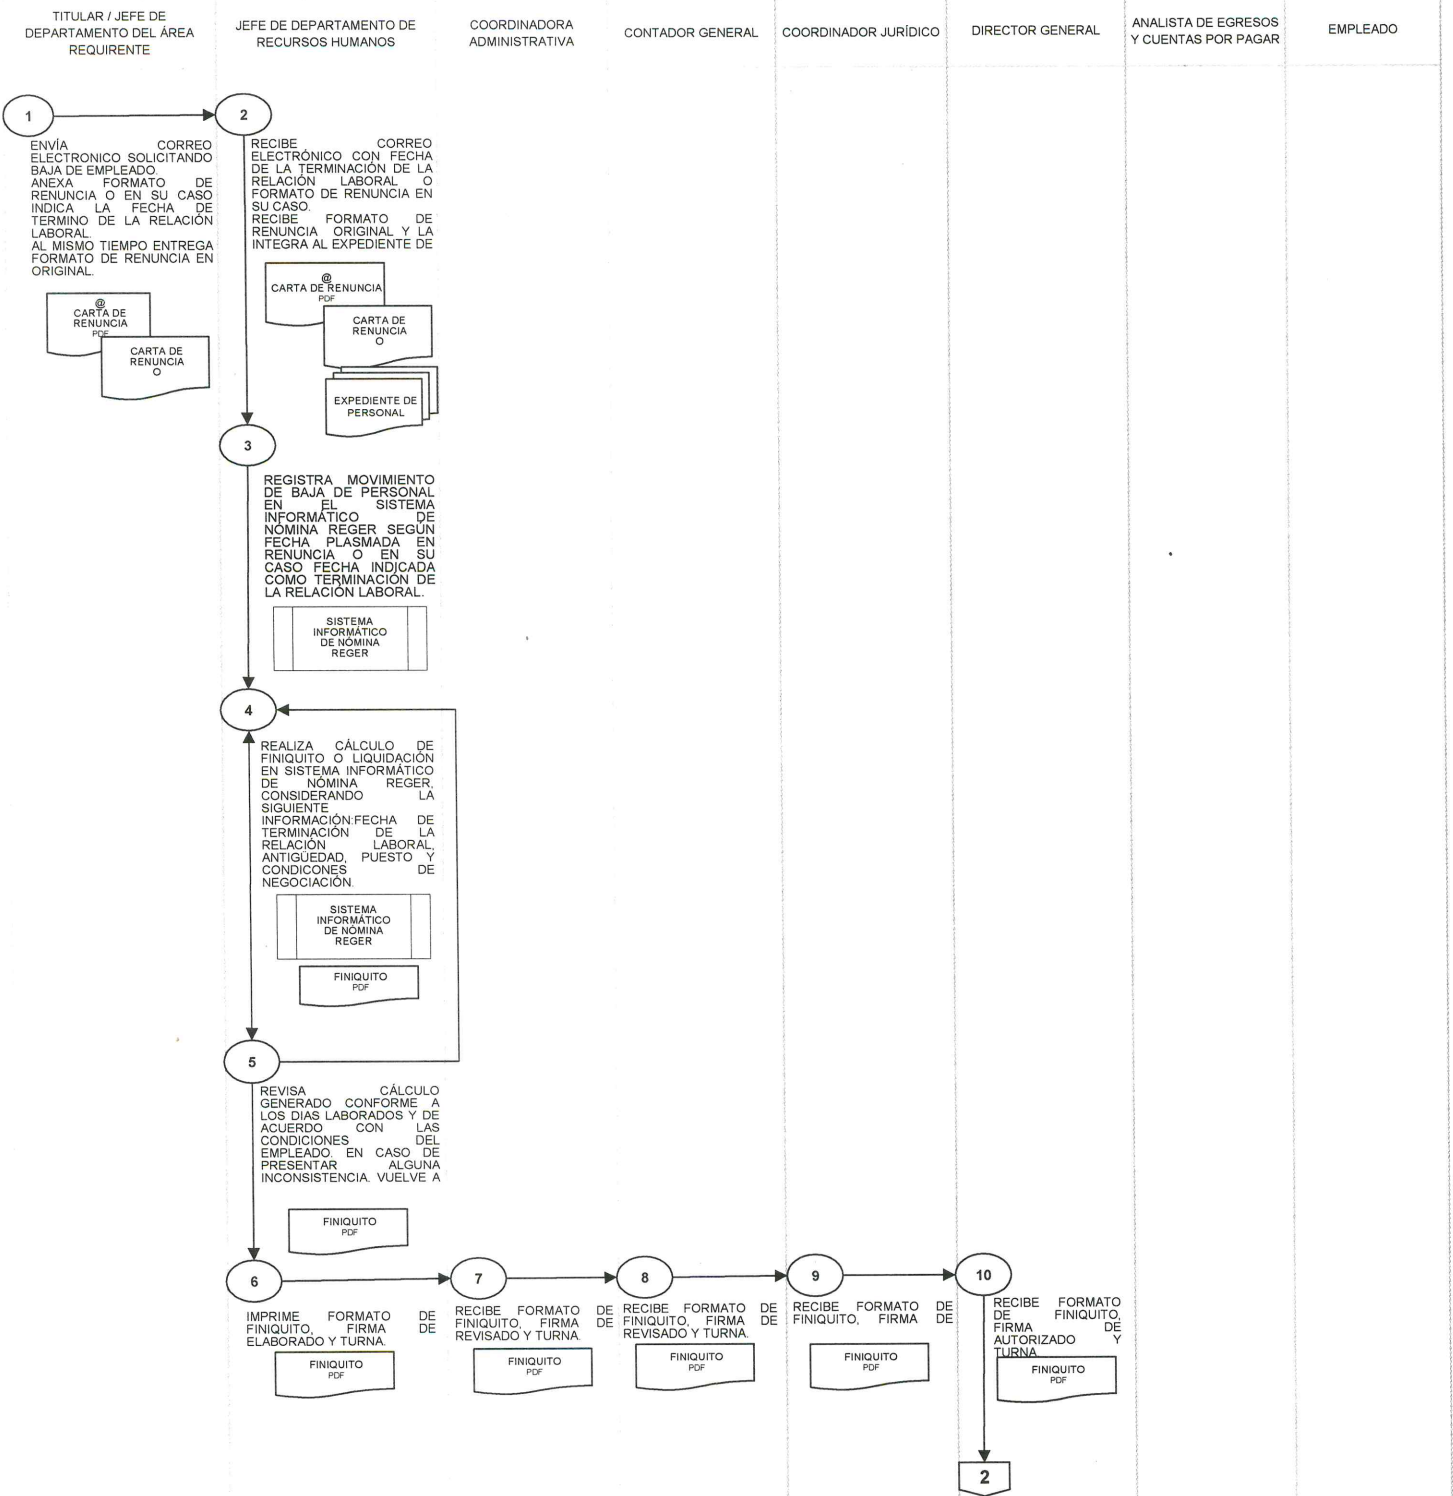 TITULAR / JEFE DE
DEPARTAMENTO DEL ÁREA
REQUIRENTE
JEFE DE DEPARTAMENTO DE
RECURSOS HUMANOS
COORDINADORA
ADMINISTRATIVA
CONTADOR GENERAL
COORDINADOR JURÍDICO
DIRECTOR GENERAL
ANALISTA DE EGRESOS
Y CUENTAS POR PAGAR
EMPLEADO
1
ENVÍA CORREO
ELECTRONICO SOLICITANDO
BAJA DE EMPLEADO.
ANEXA FORMATO DE
RENUNCIA O EN SU CASO
INDICA LA FECHA DE
TERMINO DE LA RELACIÓN
LABORAL.
AL MISMO TIEMPO ENTREGA
FORMATO DE RENUNCIA EN
ORIGINAL.
@
CARTA DE
RENUNCIA
PDF
CARTA DE
RENUNCIA
O
2
RECIBE CORREO
ELECTRÓNICO CON FECHA
DE LA TERMINACIÓN DE LA
RELACIÓN LABORAL O
FORMATO DE RENUNCIA EN
SU CASO.
RECIBE FORMATO DE
RENUNCIA ORIGINAL Y LA
INTEGRA AL EXPEDIENTE DE
@
CARTA DE RENUNCIA
PDF
CARTA DE
RENUNCIA
O
EXPEDIENTE DE
PERSONAL
3
REGISTRA MOVIMIENTO
DE BAJA DE PERSONAL
EN EL SISTEMA
INFORMÁTICO DE
NÓMINA REGER SEGÚN
FECHA PLASMADA EN
RENUNCIA O EN SU
CASO FECHA INDICADA
COMO TERMINACIÓN DE
LA RELACIÓN LABORAL.
SISTEMA
INFORMÁTICO
DE NÓMINA
REGER
4
REALIZA CÁLCULO DE
FINIQUITO O LIQUIDACIÓN
EN SISTEMA INFORMÁTICO
DE NÓMINA REGER,
CONSIDERANDO LA
SIGUIENTE
INFORMACIÓN:FECHA DE
TERMINACIÓN DE LA
RELACIÓN LABORAL,
ANTIGÜEDAD, PUESTO Y
CONDICONES DE
NEGOCIACIÓN.
SISTEMA
INFORMÁTICO
DE NÓMINA
REGER
FINIQUITO
PDF
5
REVISA CÁLCULO
GENERADO CONFORME A
LOS DIAS LABORADOS Y DE
ACUERDO CON LAS
CONDICIONES DEL
EMPLEADO. EN CASO DE
PRESENTAR ALGUNA
INCONSISTENCIA. VUELVE A
FINIQUITO
PDF
6
IMPRIME FORMATO DE
FINIQUITO, FIRMA DE
ELABORADO Y TURNA.
FINIQUITO
PDF
7
RECIBE FORMATO DE
FINIQUITO, FIRMA DE
REVISADO Y TURNA.
FINIQUITO
PDF
8
RECIBE FORMATO DE
FINIQUITO, FIRMA DE
REVISADO Y TURNA.
FINIQUITO
PDF
9
RECIBE FORMATO DE
FINIQUITO, FIRMA DE
FINIQUITO
PDF
10
RECIBE FORMATO
DE FINIQUITO,
FIRMA DE
AUTORIZADO Y
TURNA
FINIQUITO
PDF
2